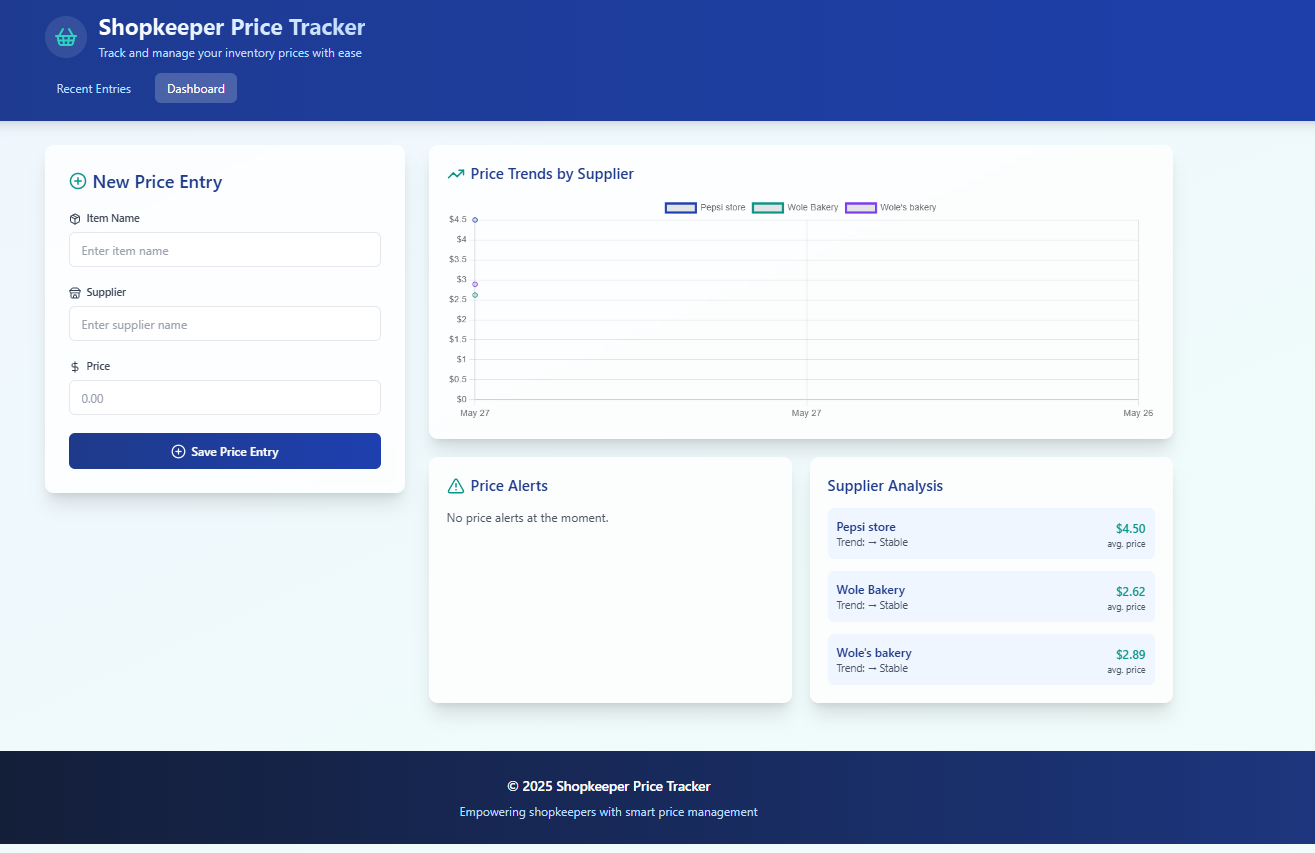 Shopkeeper Price Tracker
Track and manage your inventory prices with ease
Recent Entries
Dashboard
New Price Entry
Item Name
Enter item name
Supplier
Enter supplier name
$ Price
0.00
Save Price Entry
Price Trends by Supplier
Pepsi store
Wole Bakery
Wole's bakery
$4.5
$4
$3.5
$3
$2.5
$2
$1.5
$1
$0.5
$0
May 27
May 27
May 26
Price Alerts
No price alerts at the moment.
Supplier Analysis
Pepsi store
$4.50
Trend: → Stable
avg. price
Wole Bakery
$2.62
Trend: → Stable
avg. price
Wole's bakery
$2.89
Trend: → Stable
avg. price
© 2025 Shopkeeper Price Tracker
Empowering shopkeepers with smart price management